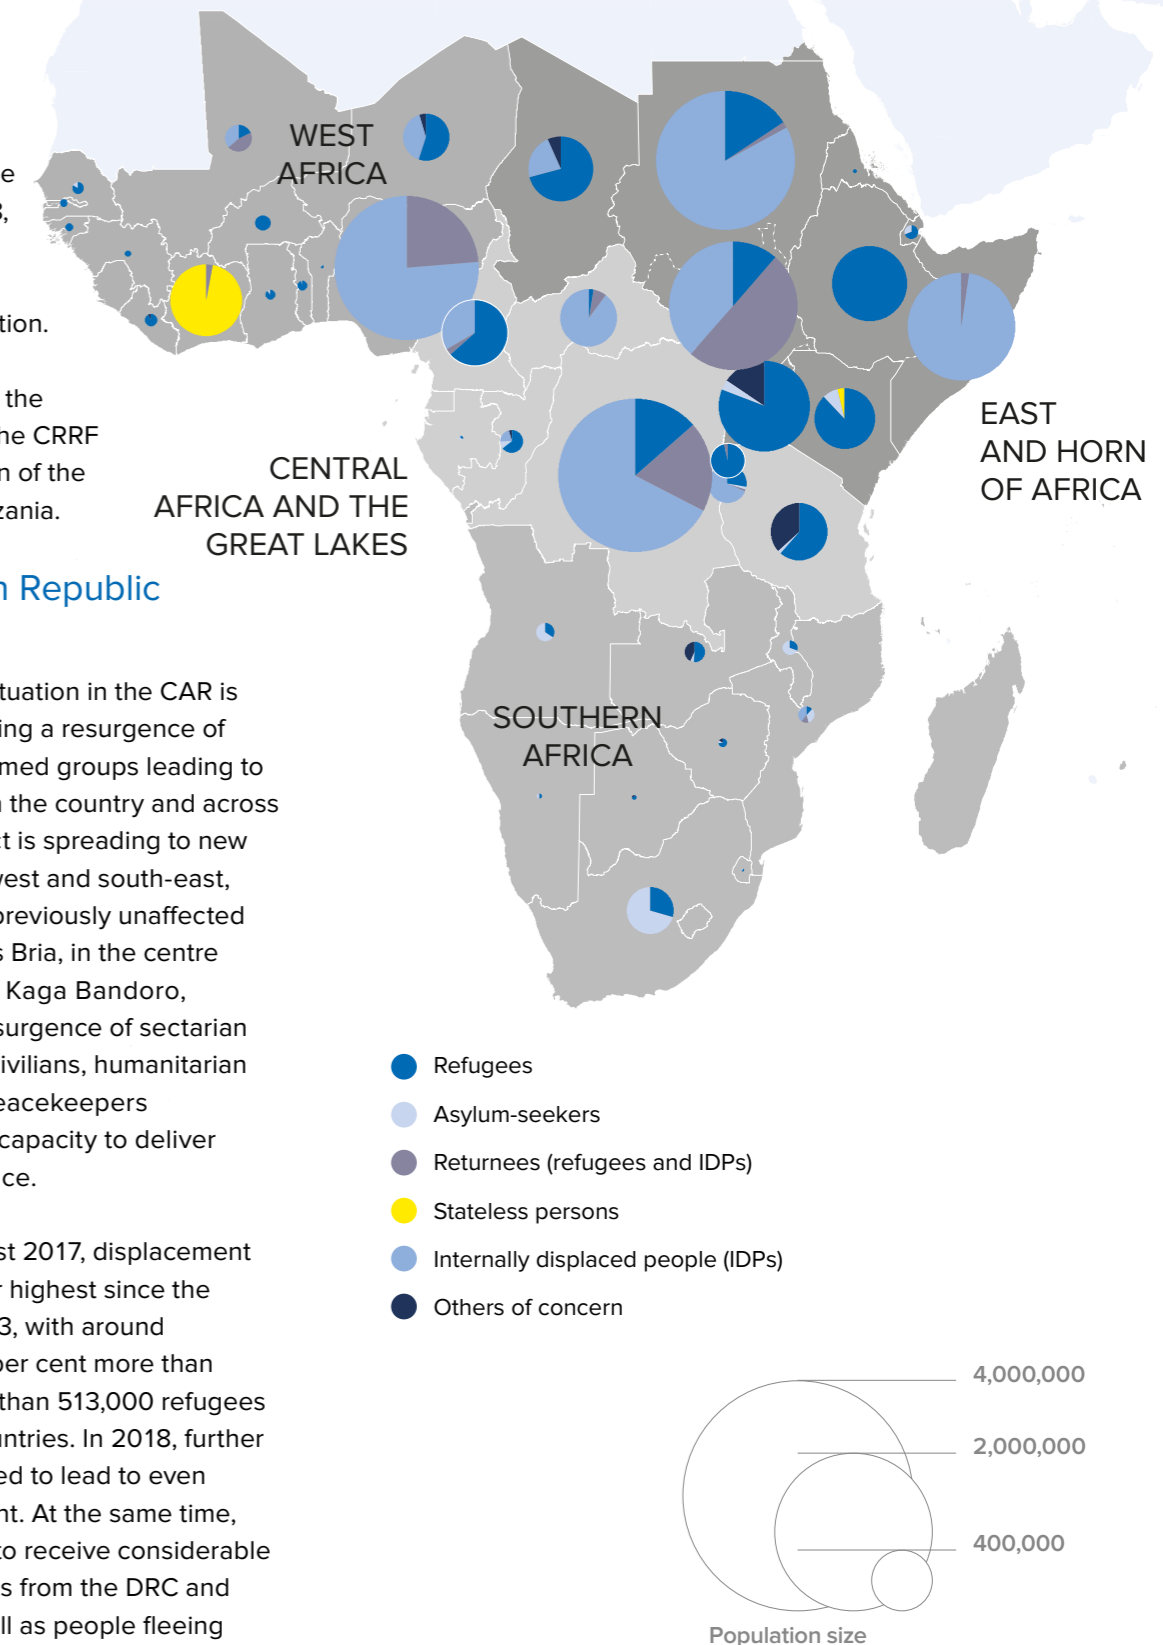 e
,
tion.
the
he CRRF
n of the
zania.
n Republic
tuation in the CAR is
ing a resurgence of
med groups leading to
n the country and across
ct is spreading to new
west and south-east,
previously unaffected
s Bria, in the centre
Kaga Bandoro,
surgence of sectarian
ivilians, humanitarian
eacekeepers
capacity to deliver
ce.
st 2017, displacement
r highest since the
3, with around
per cent more than
than 513,000 refugees
untries. In 2018, further
ed to lead to even
nt. At the same time,
to receive considerable
s from the DRC and
ll as people fleeing
WEST
AFRICA
CENTRAL
AFRICA AND THE
GREAT LAKES
EAST
AND HORN
OF AFRICA
SOUTHERN
AFRICA
Refugees
Asylum-seekers
Returnees (refugees and IDPs)
Stateless persons
Internally displaced people (IDPs)
Others of concern
4,000,000
2,000,000
400,000
Population size